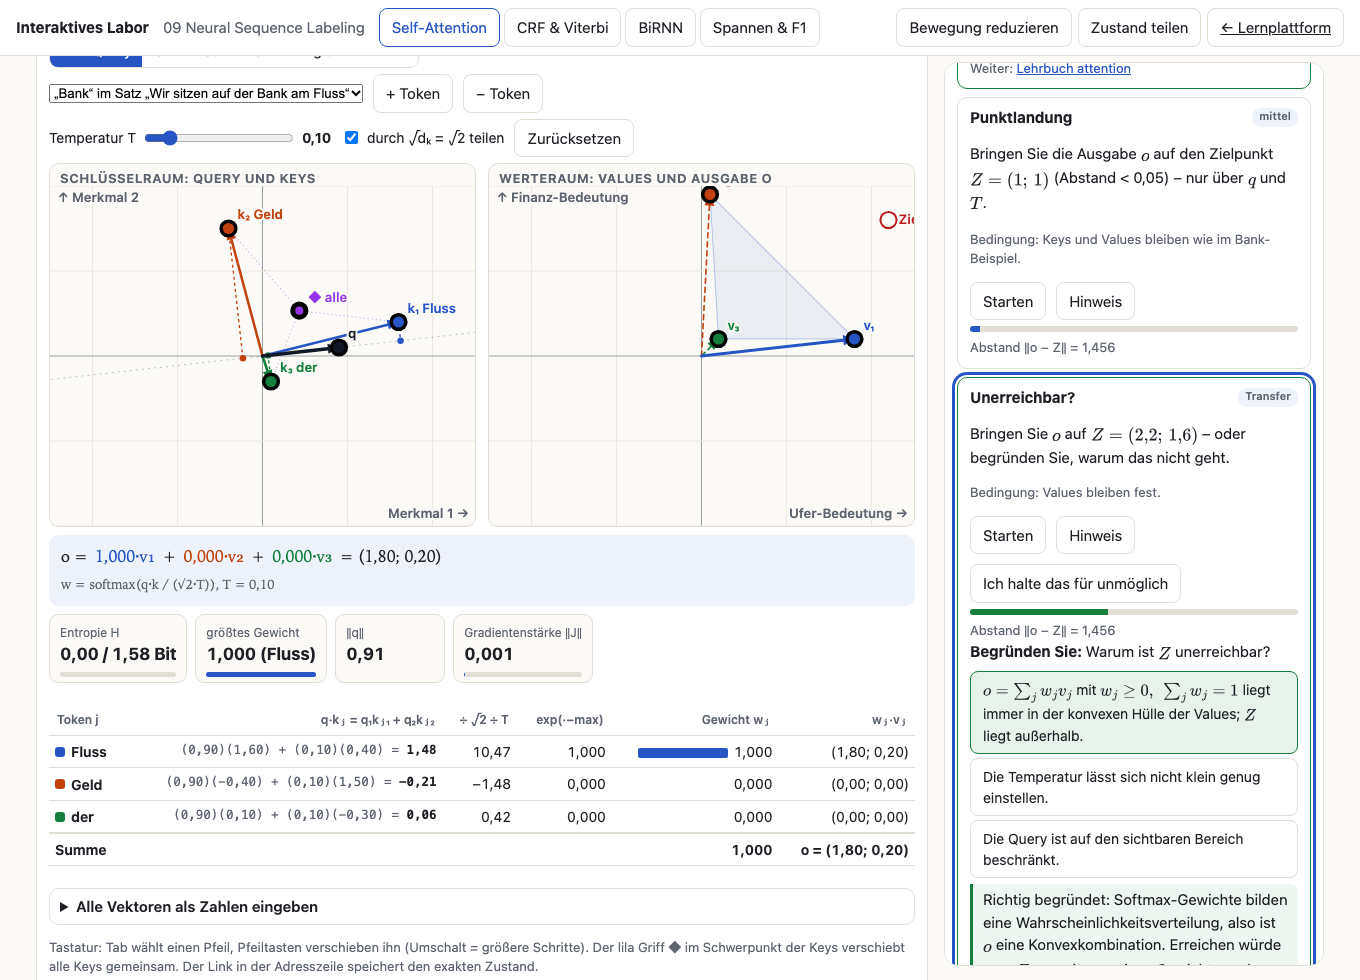 Interaktives Labor
09 Neural Sequence Labeling
Self-Attention
CRF & Viterbi
BiRNN
Spannen & F1
Bewegung reduzieren
Zustand teilen
← Lernplattform
„Bank“ im Satz „Wir sitzen auf der Bank am Fluss“
+ Token
− Token
Temperatur T
0,10
durch √dₖ = √2 teilen
Zurücksetzen
SCHLÜSSELRAUM: QUERY UND KEYS
↑ Merkmal 2
k₂ Geld
◆ alle
k₁ Fluss
q
k₃ der
Merkmal 1 →
WERTERAUM: VALUES UND AUSGABE O
↑ Finanz-Bedeutung
Zie
v₃
v₁
Ufer-Bedeutung →
o = 1,000·v₁ + 0,000·v₂ + 0,000·v₃ = (1,80; 0,20)
w = softmax(q·k / (√2·T)), T = 0,10
Entropie H
0,00 / 1,58 Bit
größtes Gewicht
1,000 (Fluss)
‖q‖
0,91
Gradientenstärke ‖J‖
0,001
Token j q·kⱼ = q₁kⱼ₁ + q₂kⱼ₂ ÷ √2 ÷ T exp(·−max) Gewicht wⱼ wⱼ·vⱼ
Fluss (0,90)(1,60) + (0,10)(0,40) = 1,48 10,47 1,000 1,000 (1,80; 0,20)
Geld (0,90)(−0,40) + (0,10)(1,50) = −0,21 −1,48 0,000 0,000 (0,00; 0,00)
der (0,90)(0,10) + (0,10)(−0,30) = 0,06 0,42 0,000 0,000 (0,00; 0,00)
Summe 1,000 o = (1,80; 0,20)
▶ Alle Vektoren als Zahlen eingeben
Tastatur: Tab wählt einen Pfeil, Pfeiltasten verschieben ihn (Umschalt = größere Schritte). Der lila Griff ◆ im Schwerpunkt der Keys verschiebt
alle Keys gemeinsam. Der Link in der Adresszeile speichert den exakten Zustand.
Weiter: Lehrbuch attention
Punktlandung
mittel
Bringen Sie die Ausgabe o auf den Zielpunkt
Z = (1; 1) (Abstand < 0,05) – nur über q und
T.
Bedingung: Keys und Values bleiben wie im Bank-
Beispiel.
Starten
Hinweis
Abstand ‖o − Z‖ = 1,456
Unerreichbar?
Transfer
Bringen Sie o auf Z = (2,2; 1,6) – oder
begründen Sie, warum das nicht geht.
Bedingung: Values bleiben fest.
Starten
Hinweis
Ich halte das für unmöglich
Abstand ‖o − Z‖ = 1,456
Begründen Sie: Warum ist Z unerreichbar?
o = ∑ⱼ wⱼvⱼ mit wⱼ ≥ 0, ∑ⱼ wⱼ = 1 liegt
immer in der konvexen Hülle der Values; Z
liegt außerhalb.
Die Temperatur lässt sich nicht klein genug
einstellen.
Die Query ist auf den sichtbaren Bereich
beschränkt.
Richtig begründet: Softmax-Gewichte bilden
eine Wahrscheinlichkeitsverteilung, also ist
o eine Konvexkombination. Erreichen würde